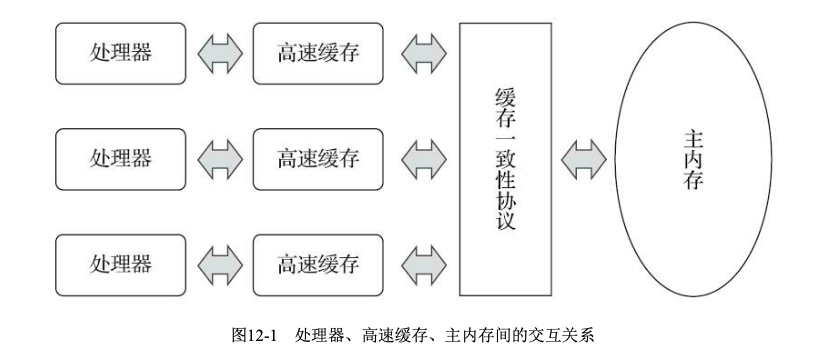 处理器
高速缓存
处理器
高速缓存
处理器
高速缓存
缓存一致性协议
主内存
图12-1 处理器、高速缓存、主内存间的交互关系